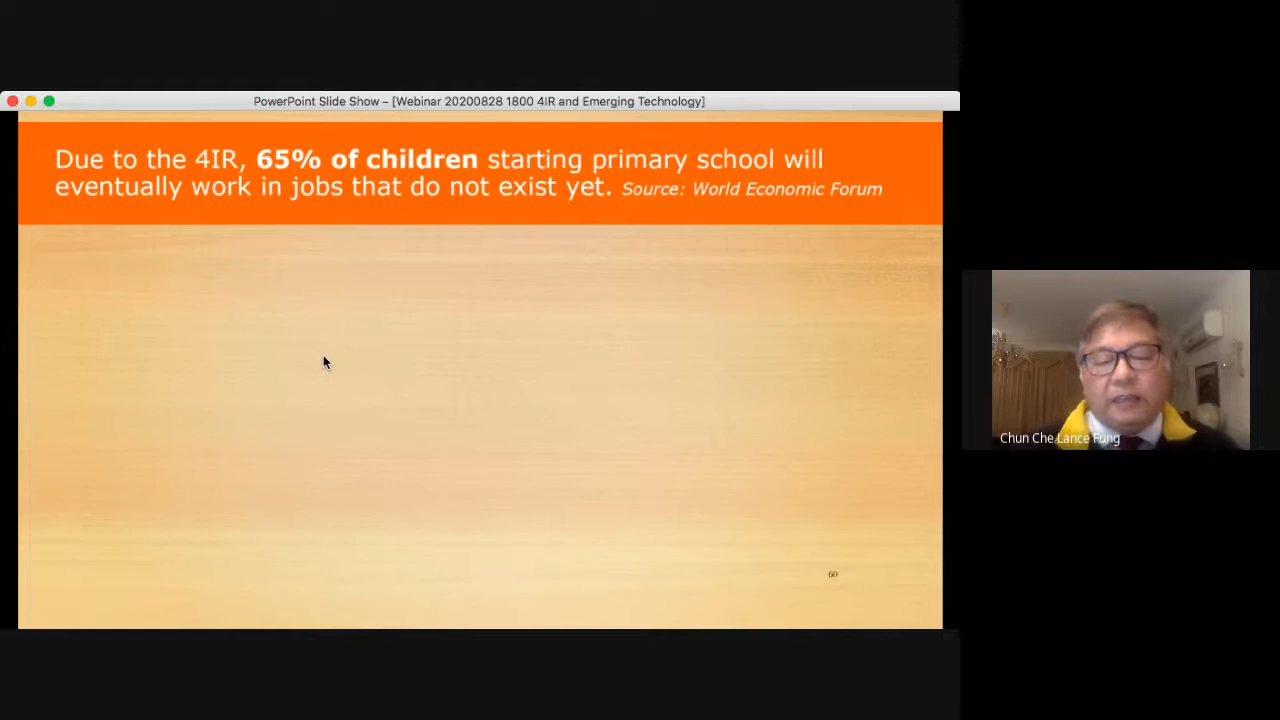 PowerPoint Slide Show – [Webinar 20200828 1800 4IR and Emerging Technology]
Due to the 4IR, 65% of children starting primary school will
eventually work in jobs that do not exist yet. Source: World Economic Forum
60
Chun Che Lance Fung